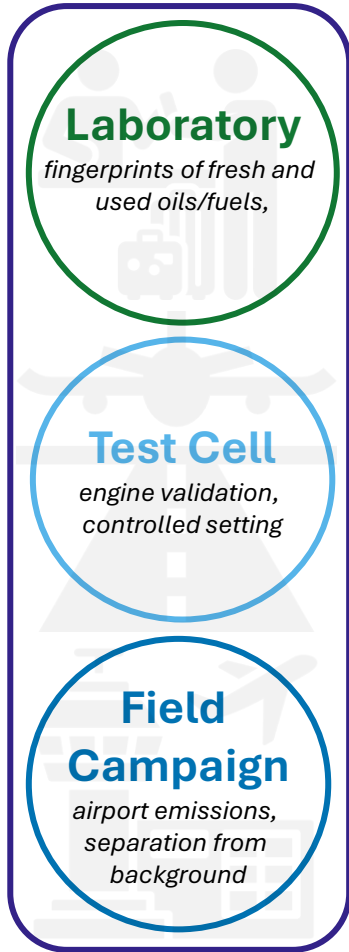 Laboratory
fingerprints of fresh and
used oils/fuels,
Test Cell
engine validation,
controlled setting
Field
Campaign
airport emissions,
separation from
background